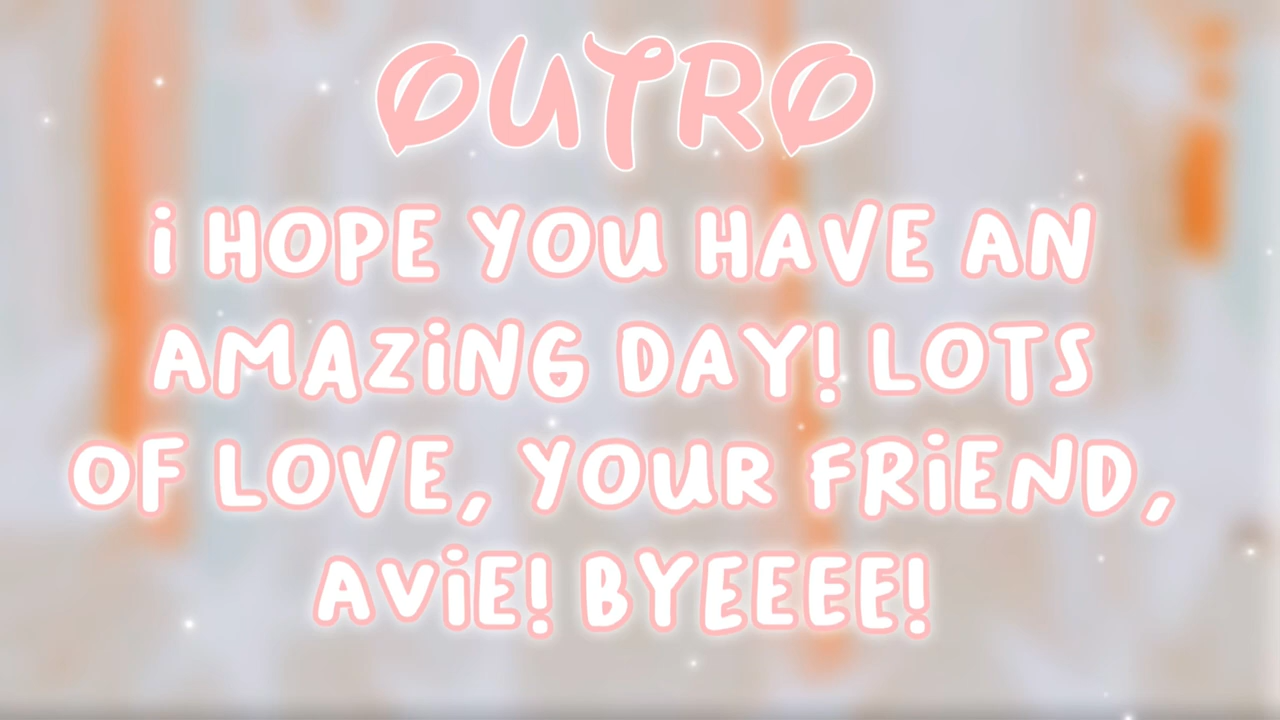 OUTRO
i HOPE YOU HAVE AN
AMAZiNG DAY! LOTS
OF LOVE, YOUR FRiEND,
AViE! BYEEEE!